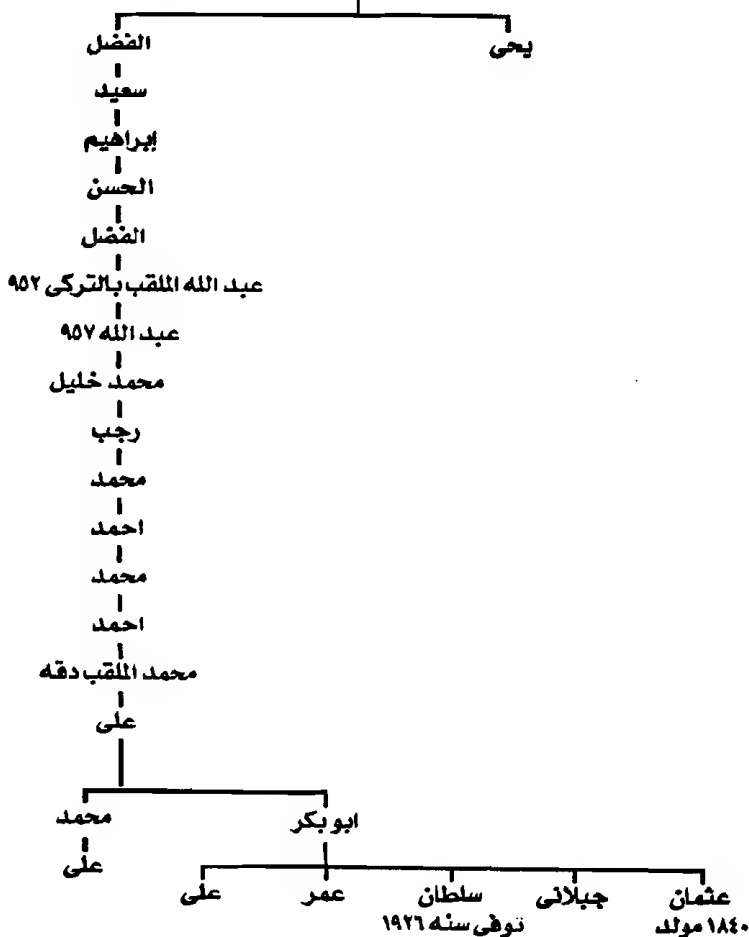 يحى
الفضل
سعيد
إبراهيم
الحسن
الفضل
عبد الله الملقب بالتركى ٩٥٢
عبد الله ٩٥٧
محمد خليل
رجب
محمد
احمد
محمد
احمد
محمد الملقب دقه
على
ابو بكر محمد
على
عثمان جبلانى سلطان عمر على
١٨٤٠ مولد توفى سنه ١٩٢٦